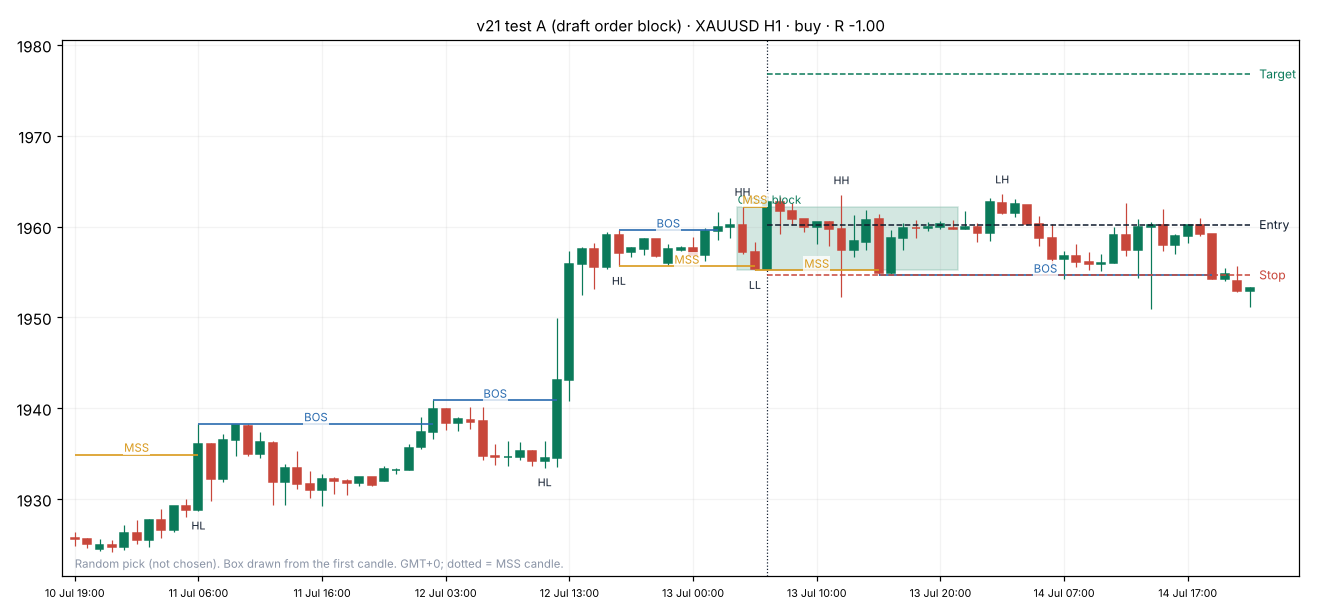 v21 test A (draft order block) · XAUUSD H1 · buy · R -1.00
1980
1970
1960
1950
1940
1930
Target
Entry
Stop
HH
MSS
block
HH
LH
BOS
MSS
MSS
BOS
HL
LL
BOS
BOS
MSS
HL
HL
Random pick (not chosen). Box drawn from the first candle. GMT+0; dotted = MSS candle.
10 Jul 19:00
11 Jul 06:00
11 Jul 16:00
12 Jul 03:00
12 Jul 13:00
13 Jul 00:00
13 Jul 10:00
13 Jul 20:00
14 Jul 07:00
14 Jul 17:00